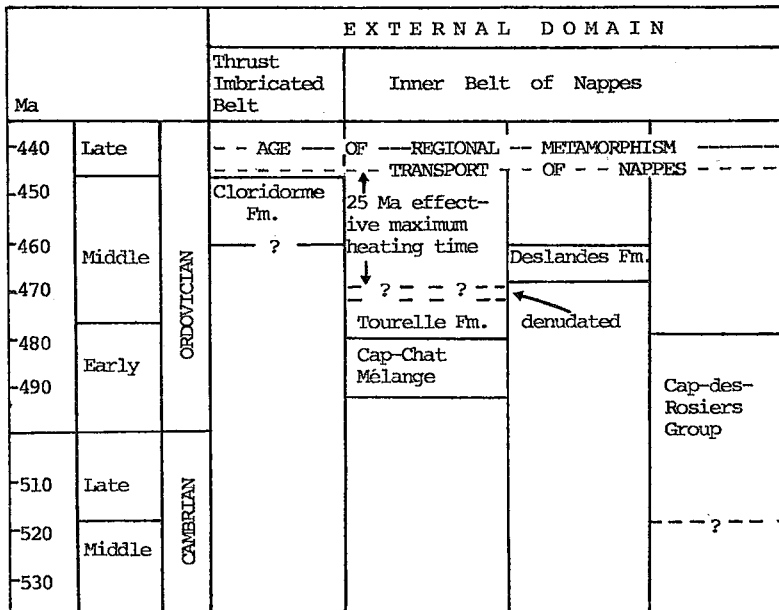 EXTERNAL DOMAIN
Thrust
Imbricated
Belt
Inner Belt of Nappes
Ma
440
450
460
470
480
490
510
520
530
Late
Middle
Early
Late
Middle
ORDOVICIAN
CAMBRIAN
AGE OF REGIONAL METAMORPHISM
TRANSPORT OF NAPPES
Cloridorme
Fm.
?
25 Ma effect-
ive maximum
heating time
? ?
Tourelle Fm.
Cap-Chat
Mélange
Deslandes Fm.
denudated
Cap-des-
Rosiers
Group
?